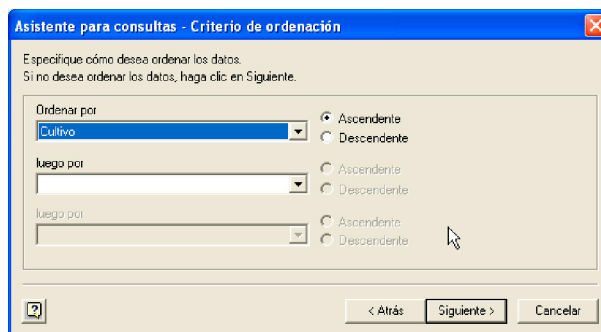 Asistente para consultas - Criterio de ordenación
Especifique cómo desea ordenar los datos.
Si no desea ordenar los datos, haga clic en Siguiente.
Ordenar por
Cultivo
Ascendente
Descendente
luego por
Ascendente
Descendente
luego por
Ascendente
Descendente
?
< Atrás
Siguiente >
Cancelar